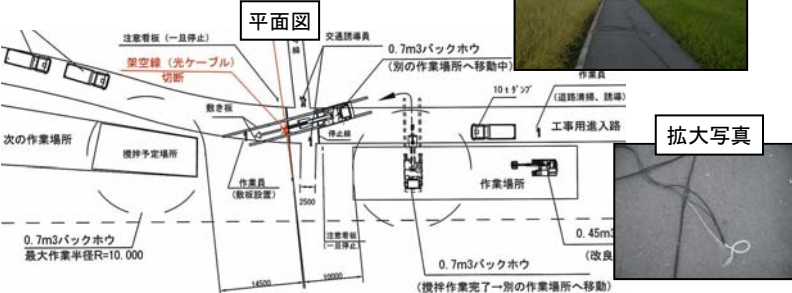 平面図
注意看板（一旦停止）
交通誘導員
架空線（光ケーブル）
切断
0.7m3バックホウ
(別の作業場所へ移動中)
敷き板
10tダンプ
作業員
(道路清掃、誘導)
工事用進入路
停止線
次の作業場所
攪拌予定場所
拡大写真
作業員
(敷板設置)
2500
作業場所
0.7m3バックホウ
最大作業半径R=10.000
注意看板
(一旦停止)
0.45m3
(改良
0.7m3バックホウ
(攪拌作業完了→別の作業場所へ移動)
14500
10000